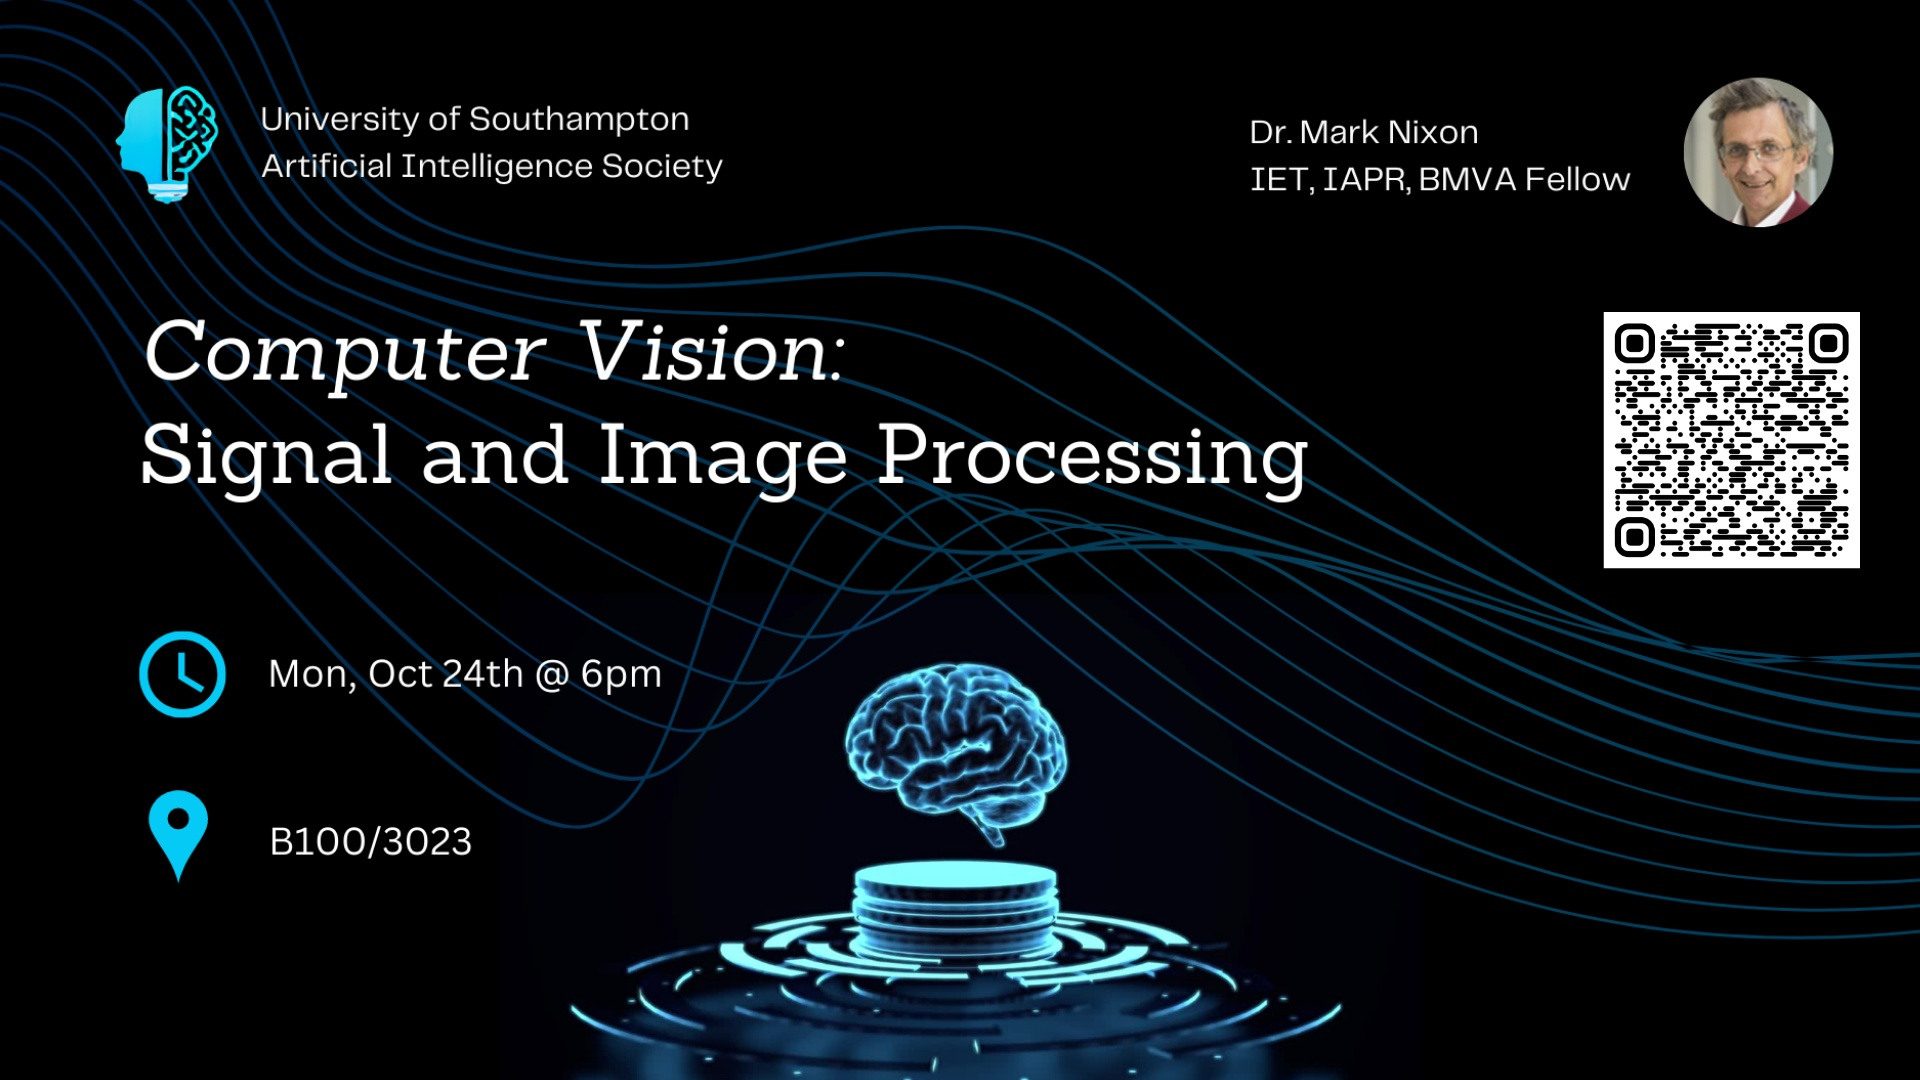 University of Southampton
Artificial Intelligence Society
Dr. Mark Nixon
IET, IAPR, BMVA Fellow
Computer Vision:
Signal and Image Processing
Mon, Oct 24th @ 6pm
B100/3023